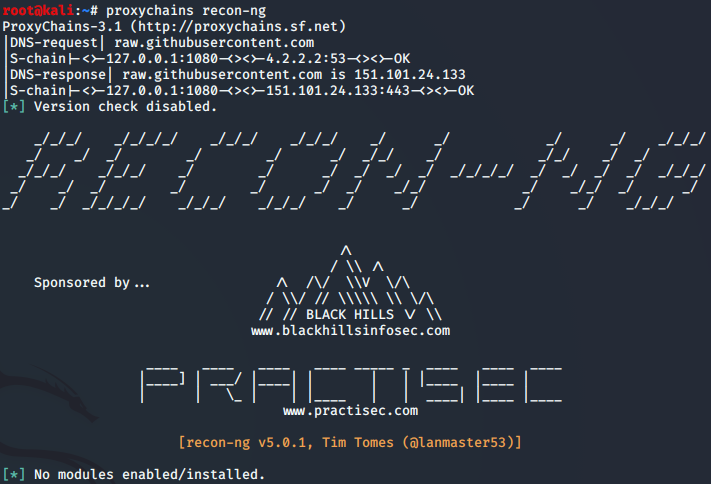 root@kali:~# proxychains recon-ng
ProxyChains-3.1 (http://proxychains.sf.net)
|DNS-request| raw.githubusercontent.com
|S-chain|-<>-127.0.0.1:1080-<><>-4.2.2.2:53-<><>-OK
|DNS-response| raw.githubusercontent.com is 151.101.24.133
|S-chain|-<>-127.0.0.1:1080-<><>-151.101.24.133:443-<><>-OK
[*] Version check disabled.
RECON-NG
Sponsored by...
BLACK HILLS
www.blackhillsinfosec.com
PRACTISEC
www.practisec.com
[recon-ng v5.0.1, Tim Tomes (@lanmaster53)]
[*] No modules enabled/installed.